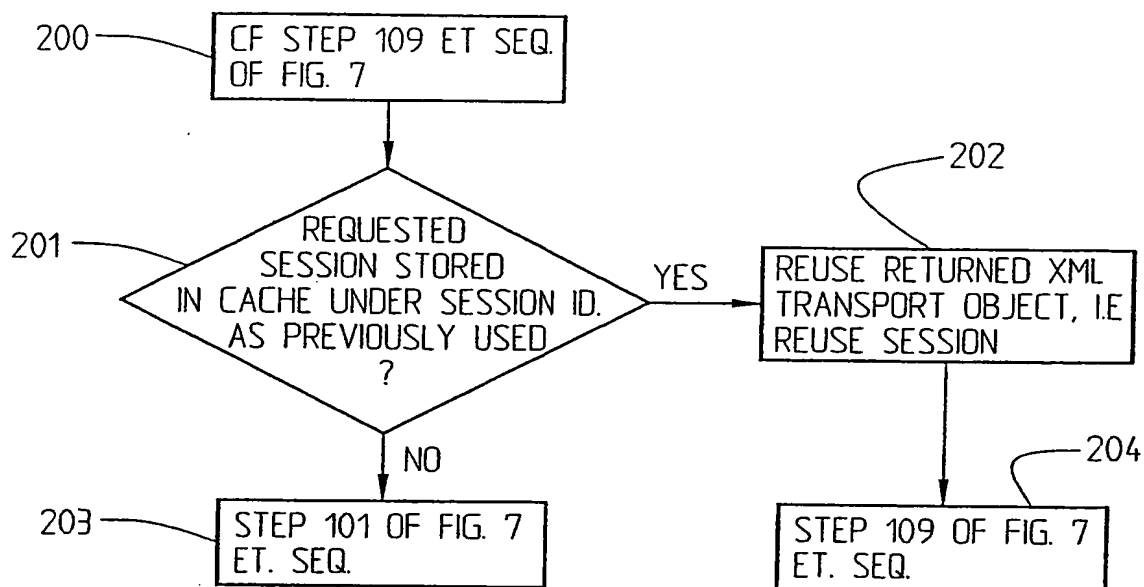 200
CF STEP 109 ET SEQ.
OF FIG. 7
201
REQUESTED
SESSION STORED
IN CACHE UNDER SESSION ID.
AS PREVIOUSLY USED
?
YES
202
REUSE RETURNED XML
TRANSPORT OBJECT, I.E
REUSE SESSION
NO
203
STEP 101 OF FIG. 7
ET. SEQ.
204
STEP 109 OF FIG. 7
ET. SEQ.